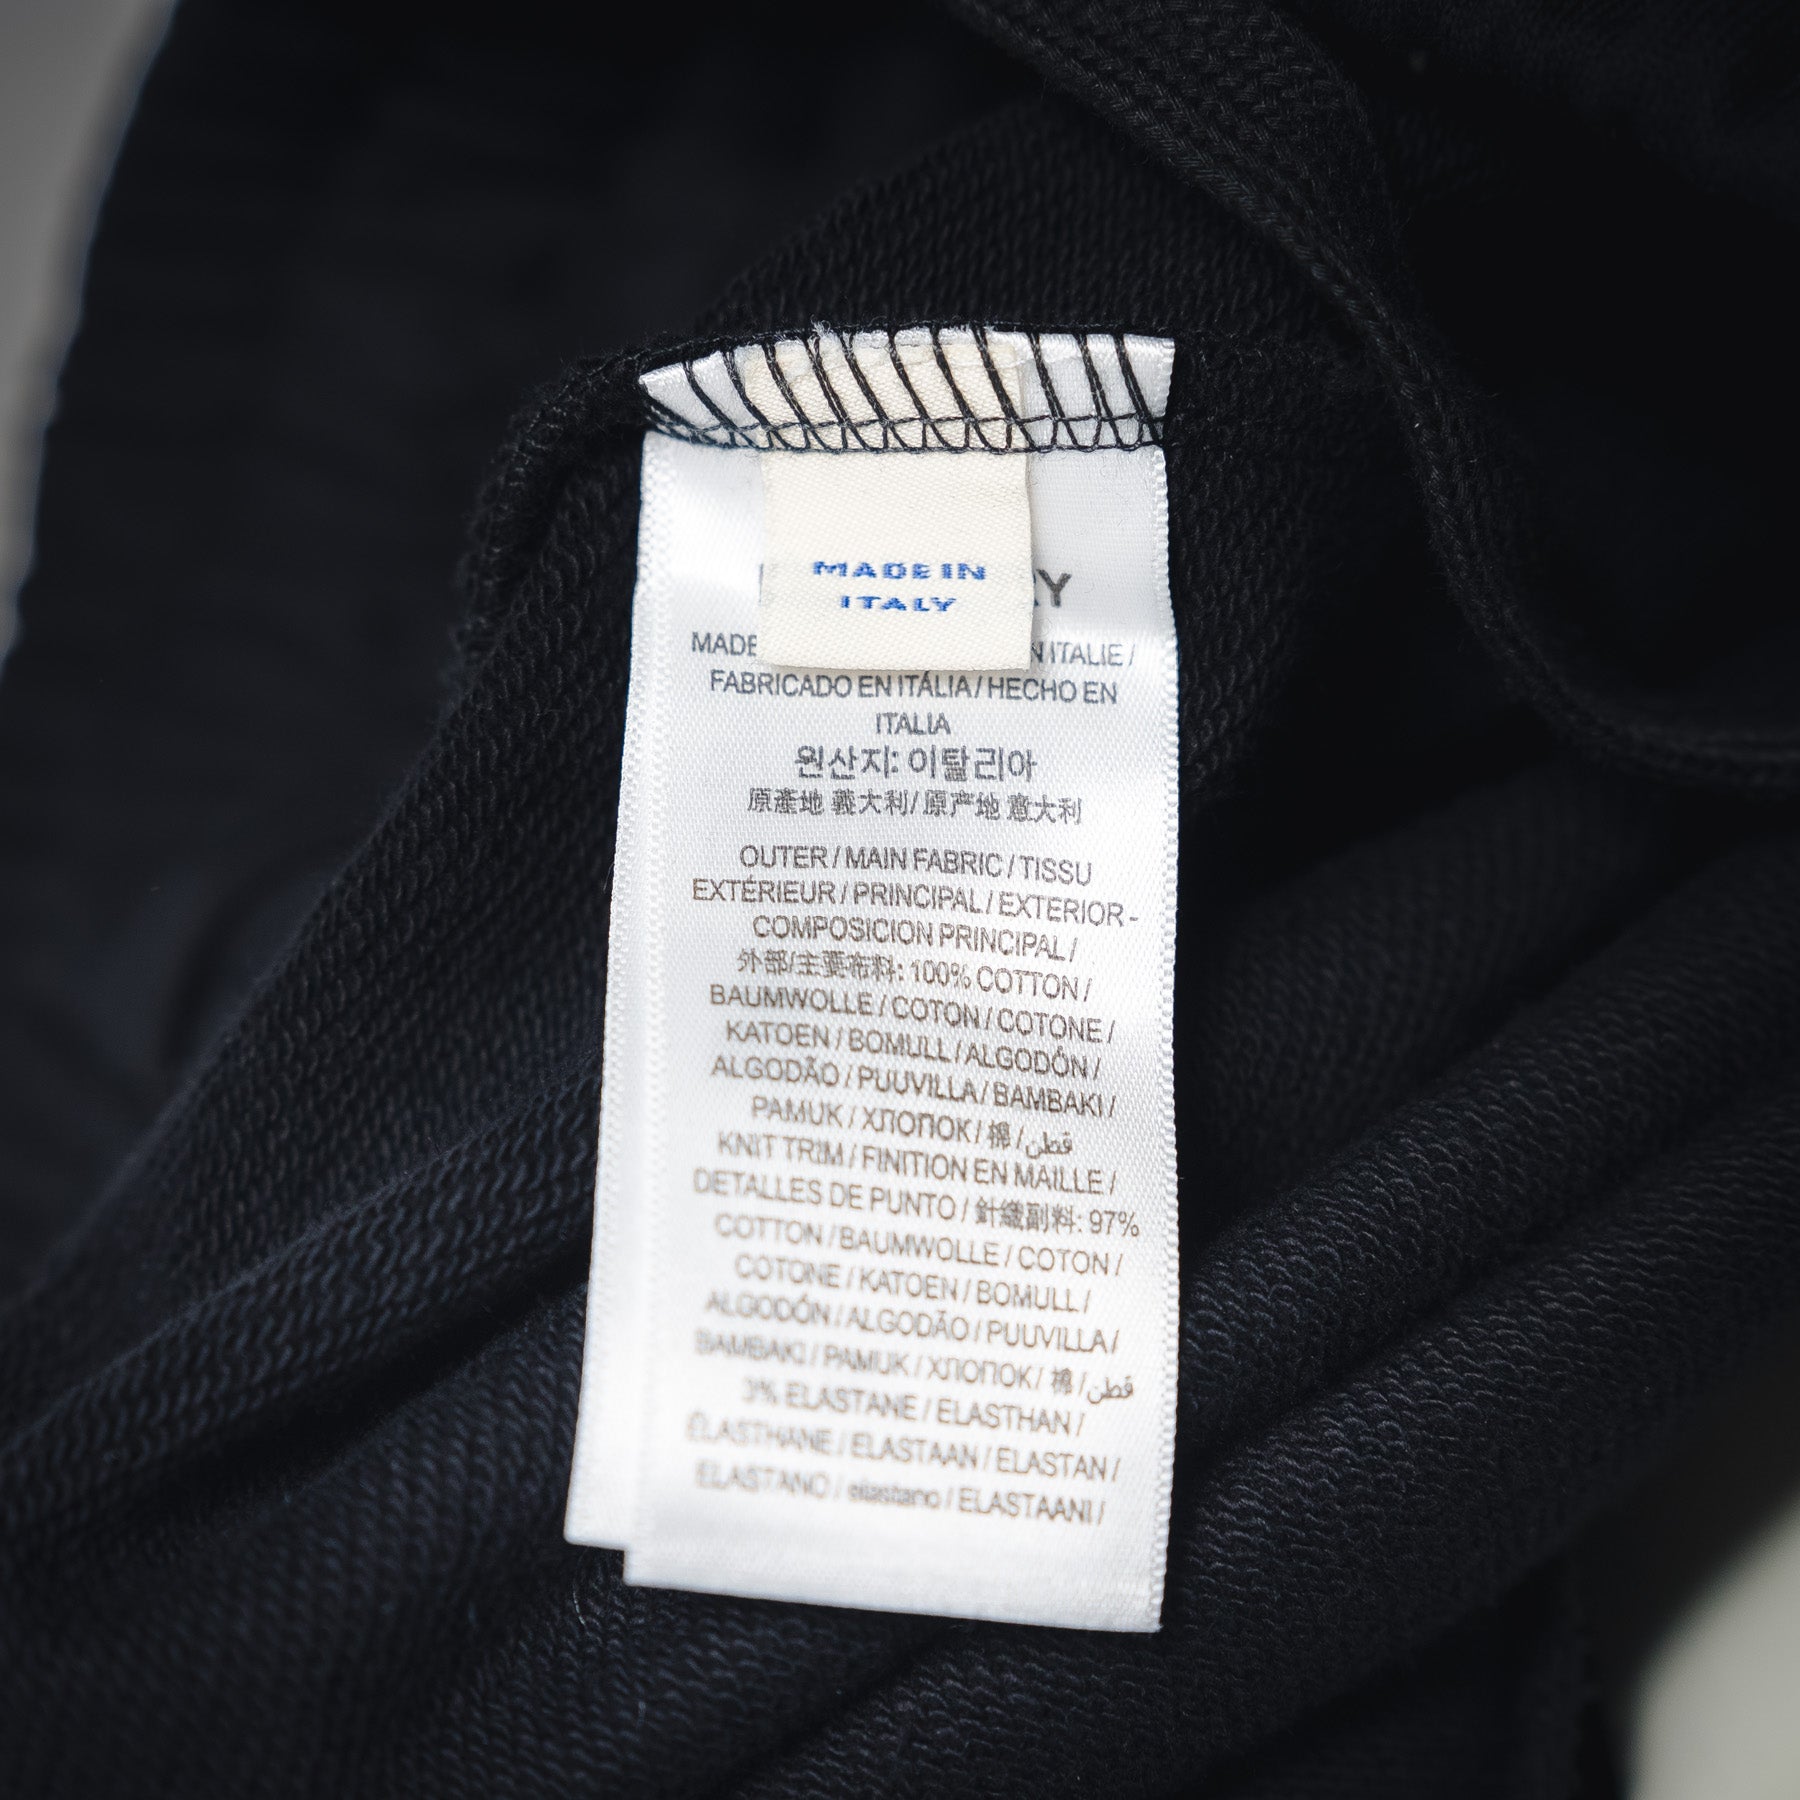 MADE IN
ITALY
RY
MADE N ITALIE /
FABRICADO EN ITÁLIA / HECHO EN
ITALIA
원산지: 이탈리아
原產地 義大利 / 原产地 意大利
OUTER / MAIN FABRIC / TISSU
EXTÉRIEUR / PRINCIPAL / EXTERIOR -
COMPOSICION PRINCIPAL /
外部/主要布料: 100% COTTON /
BAUMWOLLE / COTON / COTONE /
KATOEN / BOMULL / ALGODÓN /
ALGODÃO / PUUVILLA / BAMBAKI /
PAMUK / ХЛОПОК / 棉 / قطن
KNIT TRIM / FINITION EN MAILLE /
DETALLES DE PUNTO / 針織副料: 97%
COTTON / BAUMWOLLE / COTON /
COTONE / KATOEN / BOMULL /
ALGODÓN / ALGODÃO / PUUVILLA /
BAMBAKI / PAMUK / ХЛОПОК / 棉 / قطن
3% ELASTANE / ELASTHAN /
ÉLASTHANE / ELASTAAN / ELASTAN /
ELASTANO / elastano / ELASTAANI /